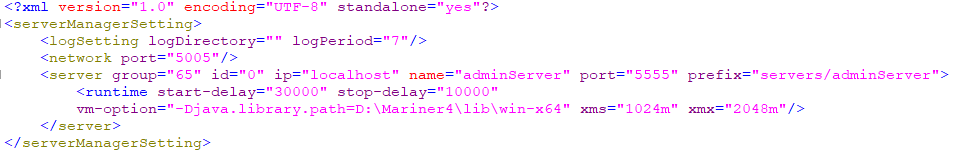 <?xml version="1.0" encoding="UTF-8" standalone="yes"?>
<serverManagerSetting>
    <logSetting logDirectory="" logPeriod="7"/>
    <network port="5005"/>
    <server group="65" id="0" ip="localhost" name="adminServer" port="5555" prefix="servers/adminServer">
        <runtime start-delay="30000" stop-delay="10000"
        vm-option="-Djava.library.path=D:\Mariner4\lib\win-x64" xms="1024m" xmx="2048m"/>
    </server>
</serverManagerSetting>